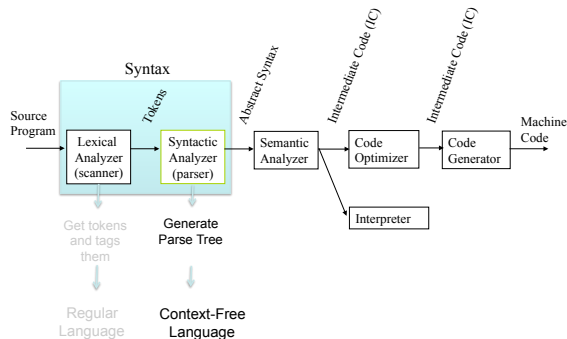 Syntax
Source
Program
Tokens
Abstract Syntax
Intermediate Code (IC)
Intermediate Code (IC)
Machine
Code
Lexical
Analyzer
(scanner)
Syntactic
Analyzer
(parser)
Semantic
Analyzer
Code
Optimizer
Code
Generator
Interpreter
Get tokens
and tags
them
Generate
Parse Tree
Regular
Language
Context-Free
Language